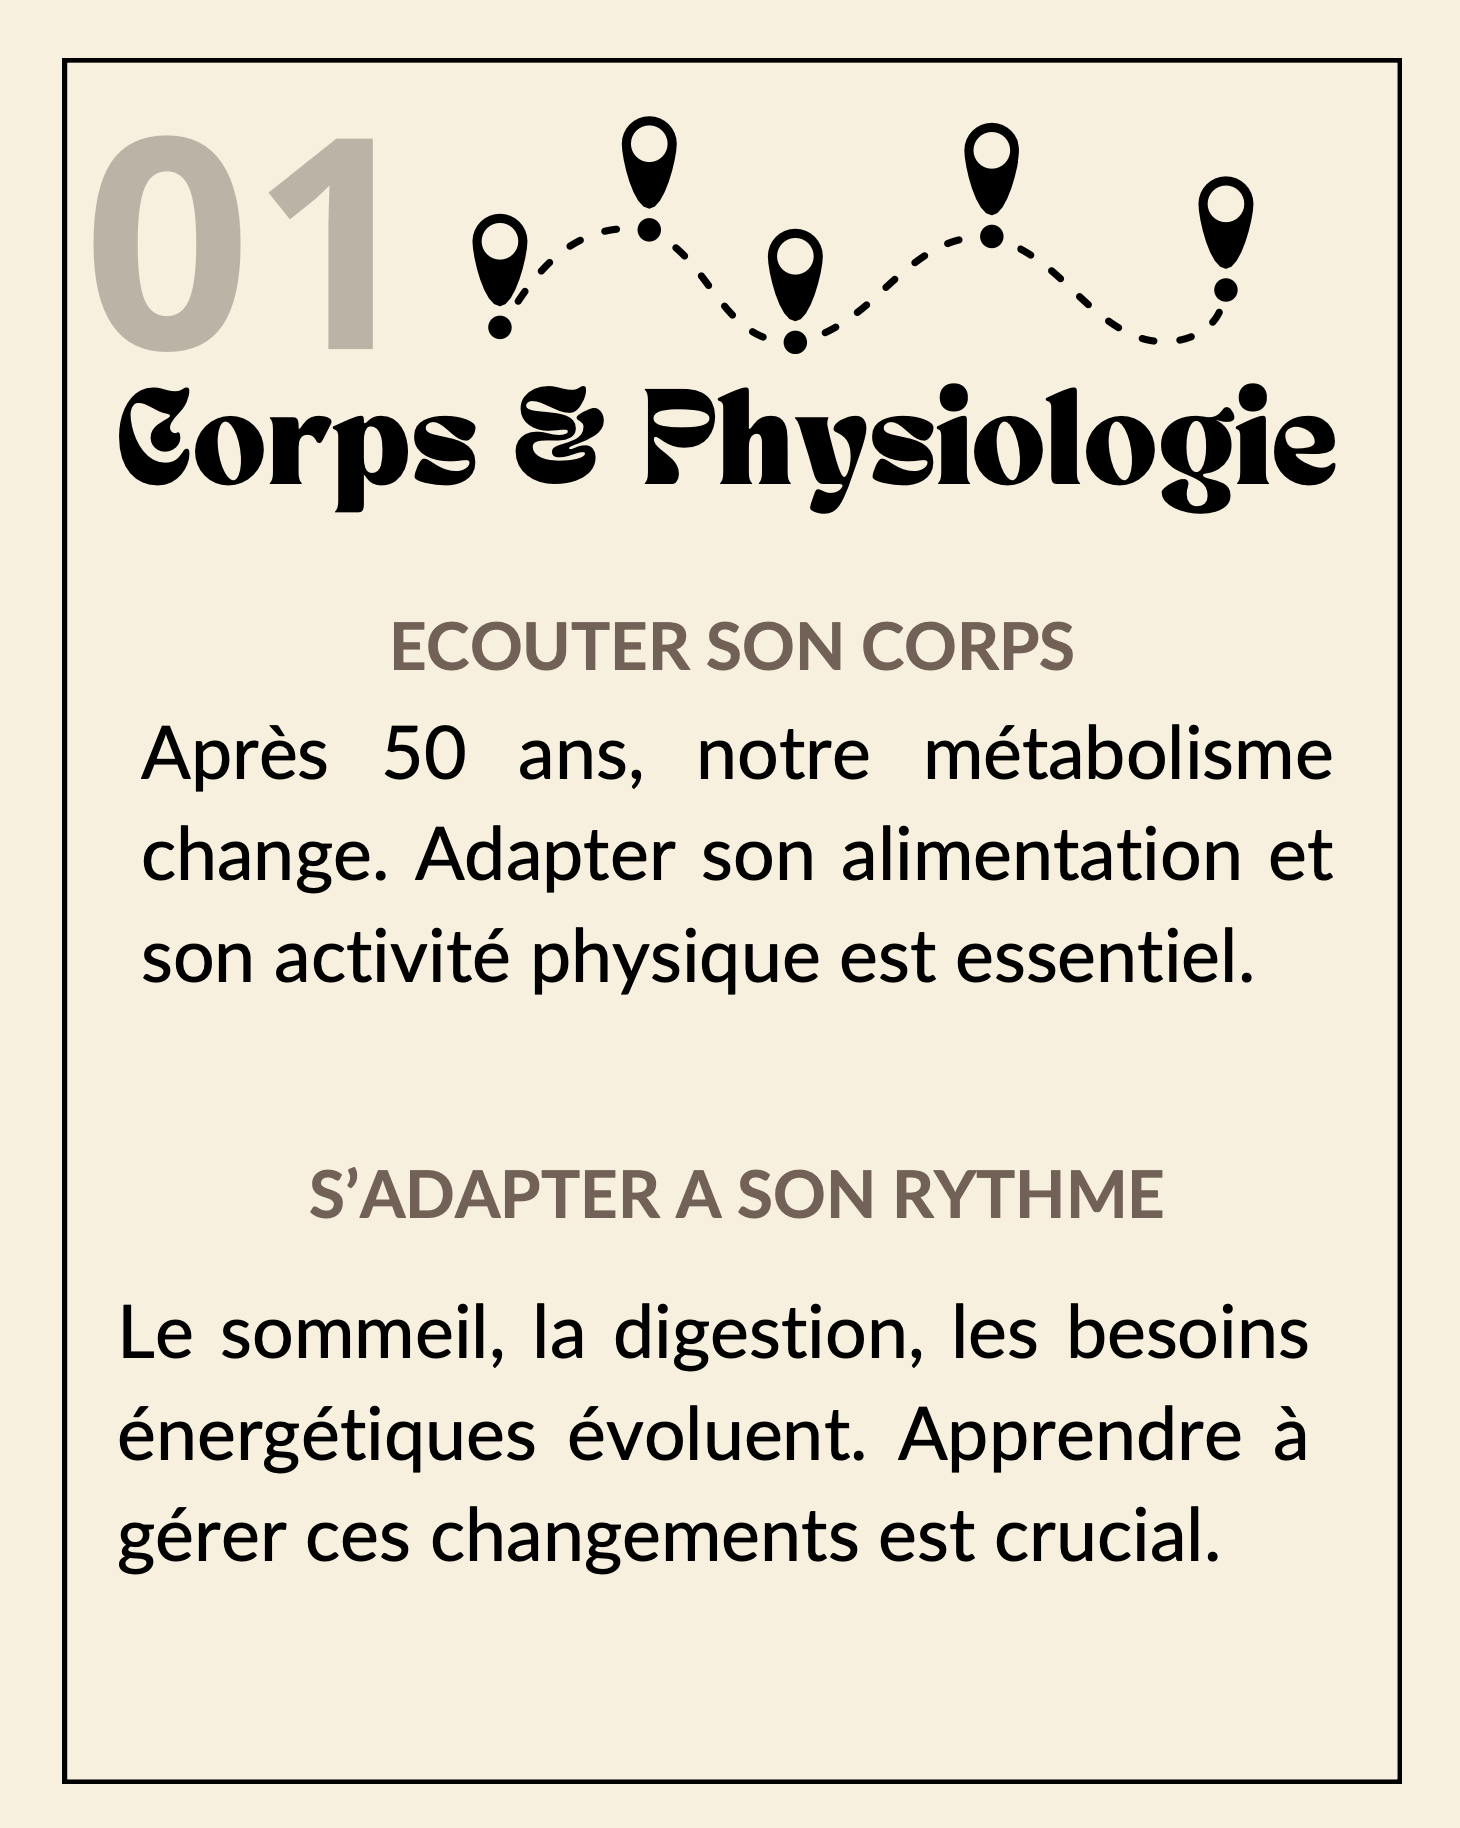 01
Corps & Physiologie
ECOUTER SON CORPS
Après 50 ans, notre métabolisme
change. Adapter son alimentation et
son activité physique est essentiel.
S’ADAPTER A SON RYTHME
Le sommeil, la digestion, les besoins
énergétiques évoluent. Apprendre à
gérer ces changements est crucial.